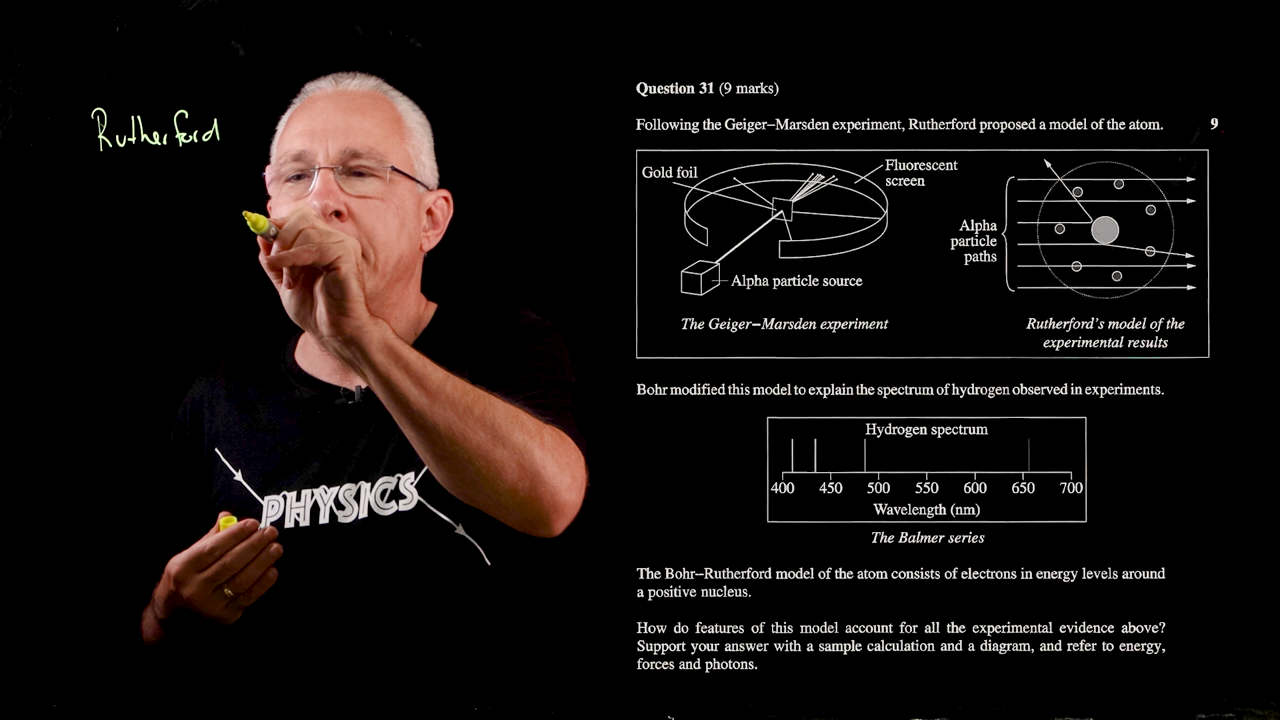 Rutherford
PHYSICS
Question 31 (9 marks)
Following the Geiger–Marsden experiment, Rutherford proposed a model of the atom. 9
Gold foil
Fluorescent
screen
Alpha particle source
The Geiger–Marsden experiment
Alpha
particle
paths
Rutherford's model of the
experimental results
Bohr modified this model to explain the spectrum of hydrogen observed in experiments.
Hydrogen spectrum
400 450 500 550 600 650 700
Wavelength (nm)
The Balmer series
The Bohr–Rutherford model of the atom consists of electrons in energy levels around
a positive nucleus.
How do features of this model account for all the experimental evidence above?
Support your answer with a sample calculation and a diagram, and refer to energy,
forces and photons.